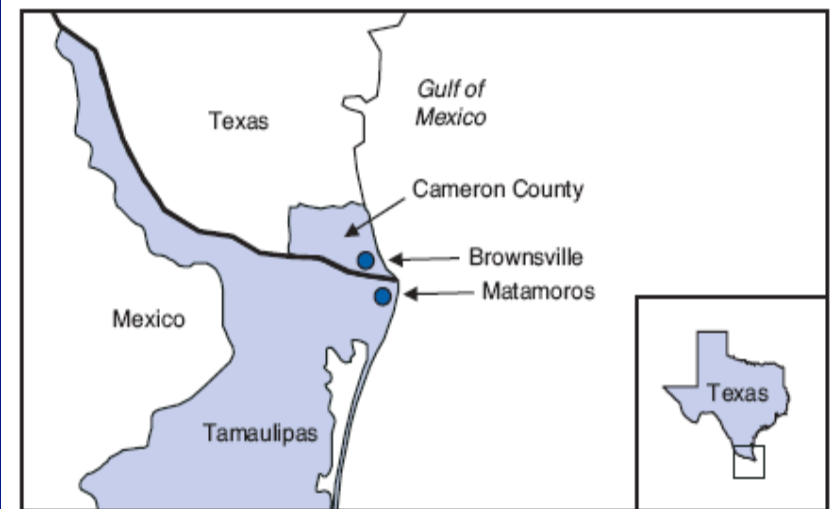 Gulf of
Mexico
Texas
Cameron County
Brownsville
Matamoros
Mexico
Texas
Tamaulipas